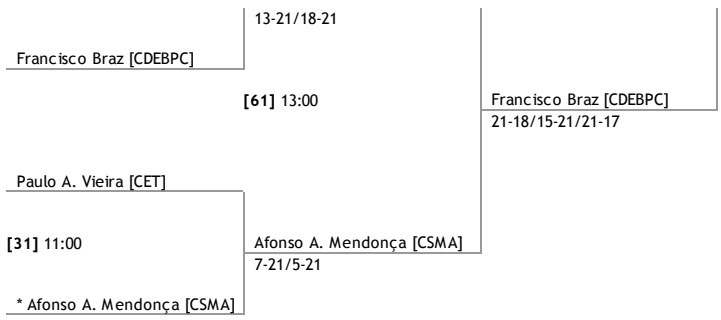 13-21/18-21
Francisco Braz [CDEBPC]
[61] 13:00
Francisco Braz [CDEBPC]
21-18/15-21/21-17
Paulo A. Vieira [CET]
[31] 11:00
Afonso A. Mendonça [CSMA]
7-21/5-21
* Afonso A. Mendonça [CSMA]